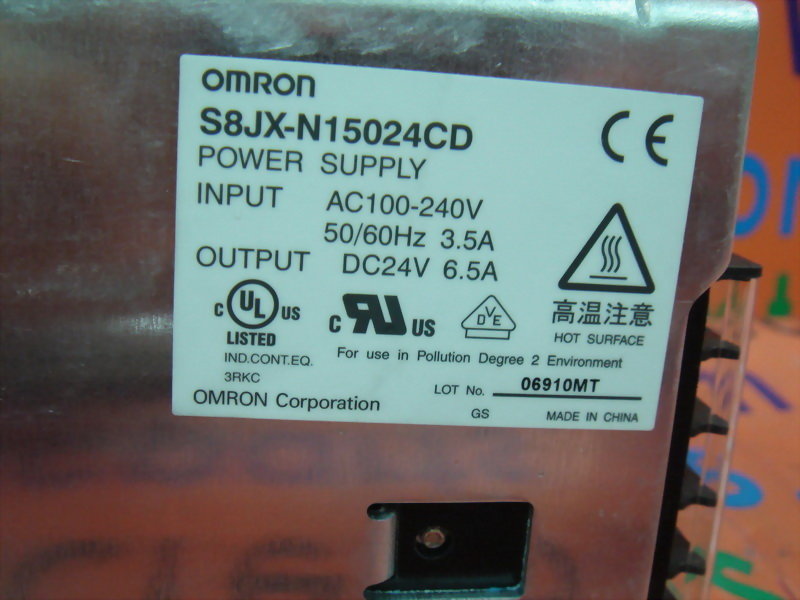 OMRON
S8JX-N15024CD
POWER SUPPLY
INPUT AC100-240V
50/60Hz 3.5A
OUTPUT DC24V 6.5A
CE
C UL US
LISTED
IND.CONT.EQ.
3RKC
C RU US
VDE
高温注意
HOT SURFACE
For use in Pollution Degree 2 Environment
LOT No. 06910MT
OMRON Corporation
GS
MADE IN CHINA